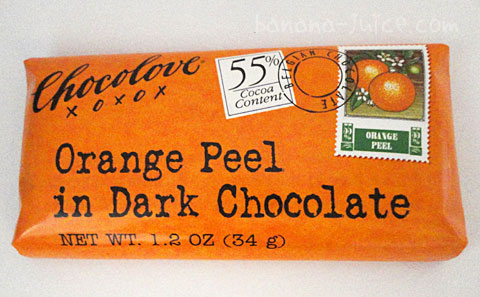 banana-juice.com
Chocolove
XOXOX
55%
Cocoa
Content
BELGIAN CHOCOLATE
ORANGE
PEEL
Orange Peel
in Dark Chocolate
NET WT. 1.2 OZ (34 g)